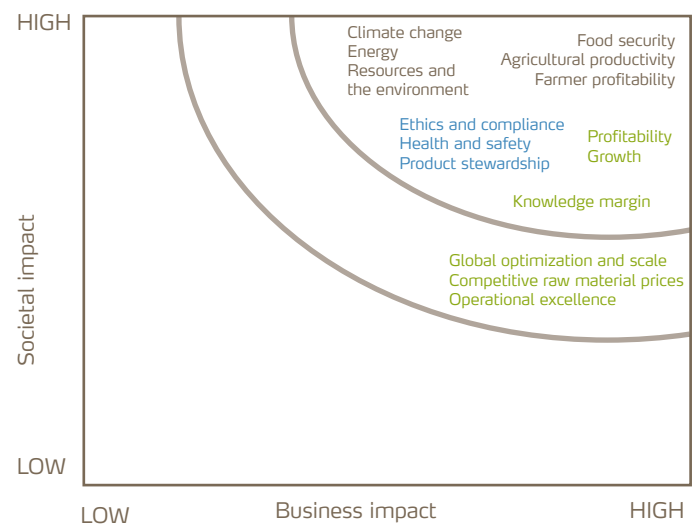 HIGH
Climate change
Energy
Resources and
the environment
Food security
Agricultural productivity
Farmer profitability
Ethics and compliance
Health and safety
Product stewardship
Profitability
Growth
Knowledge margin
Global optimization and scale
Competitive raw material prices
Operational excellence
Societal impact
LOW
LOW
Business impact
HIGH